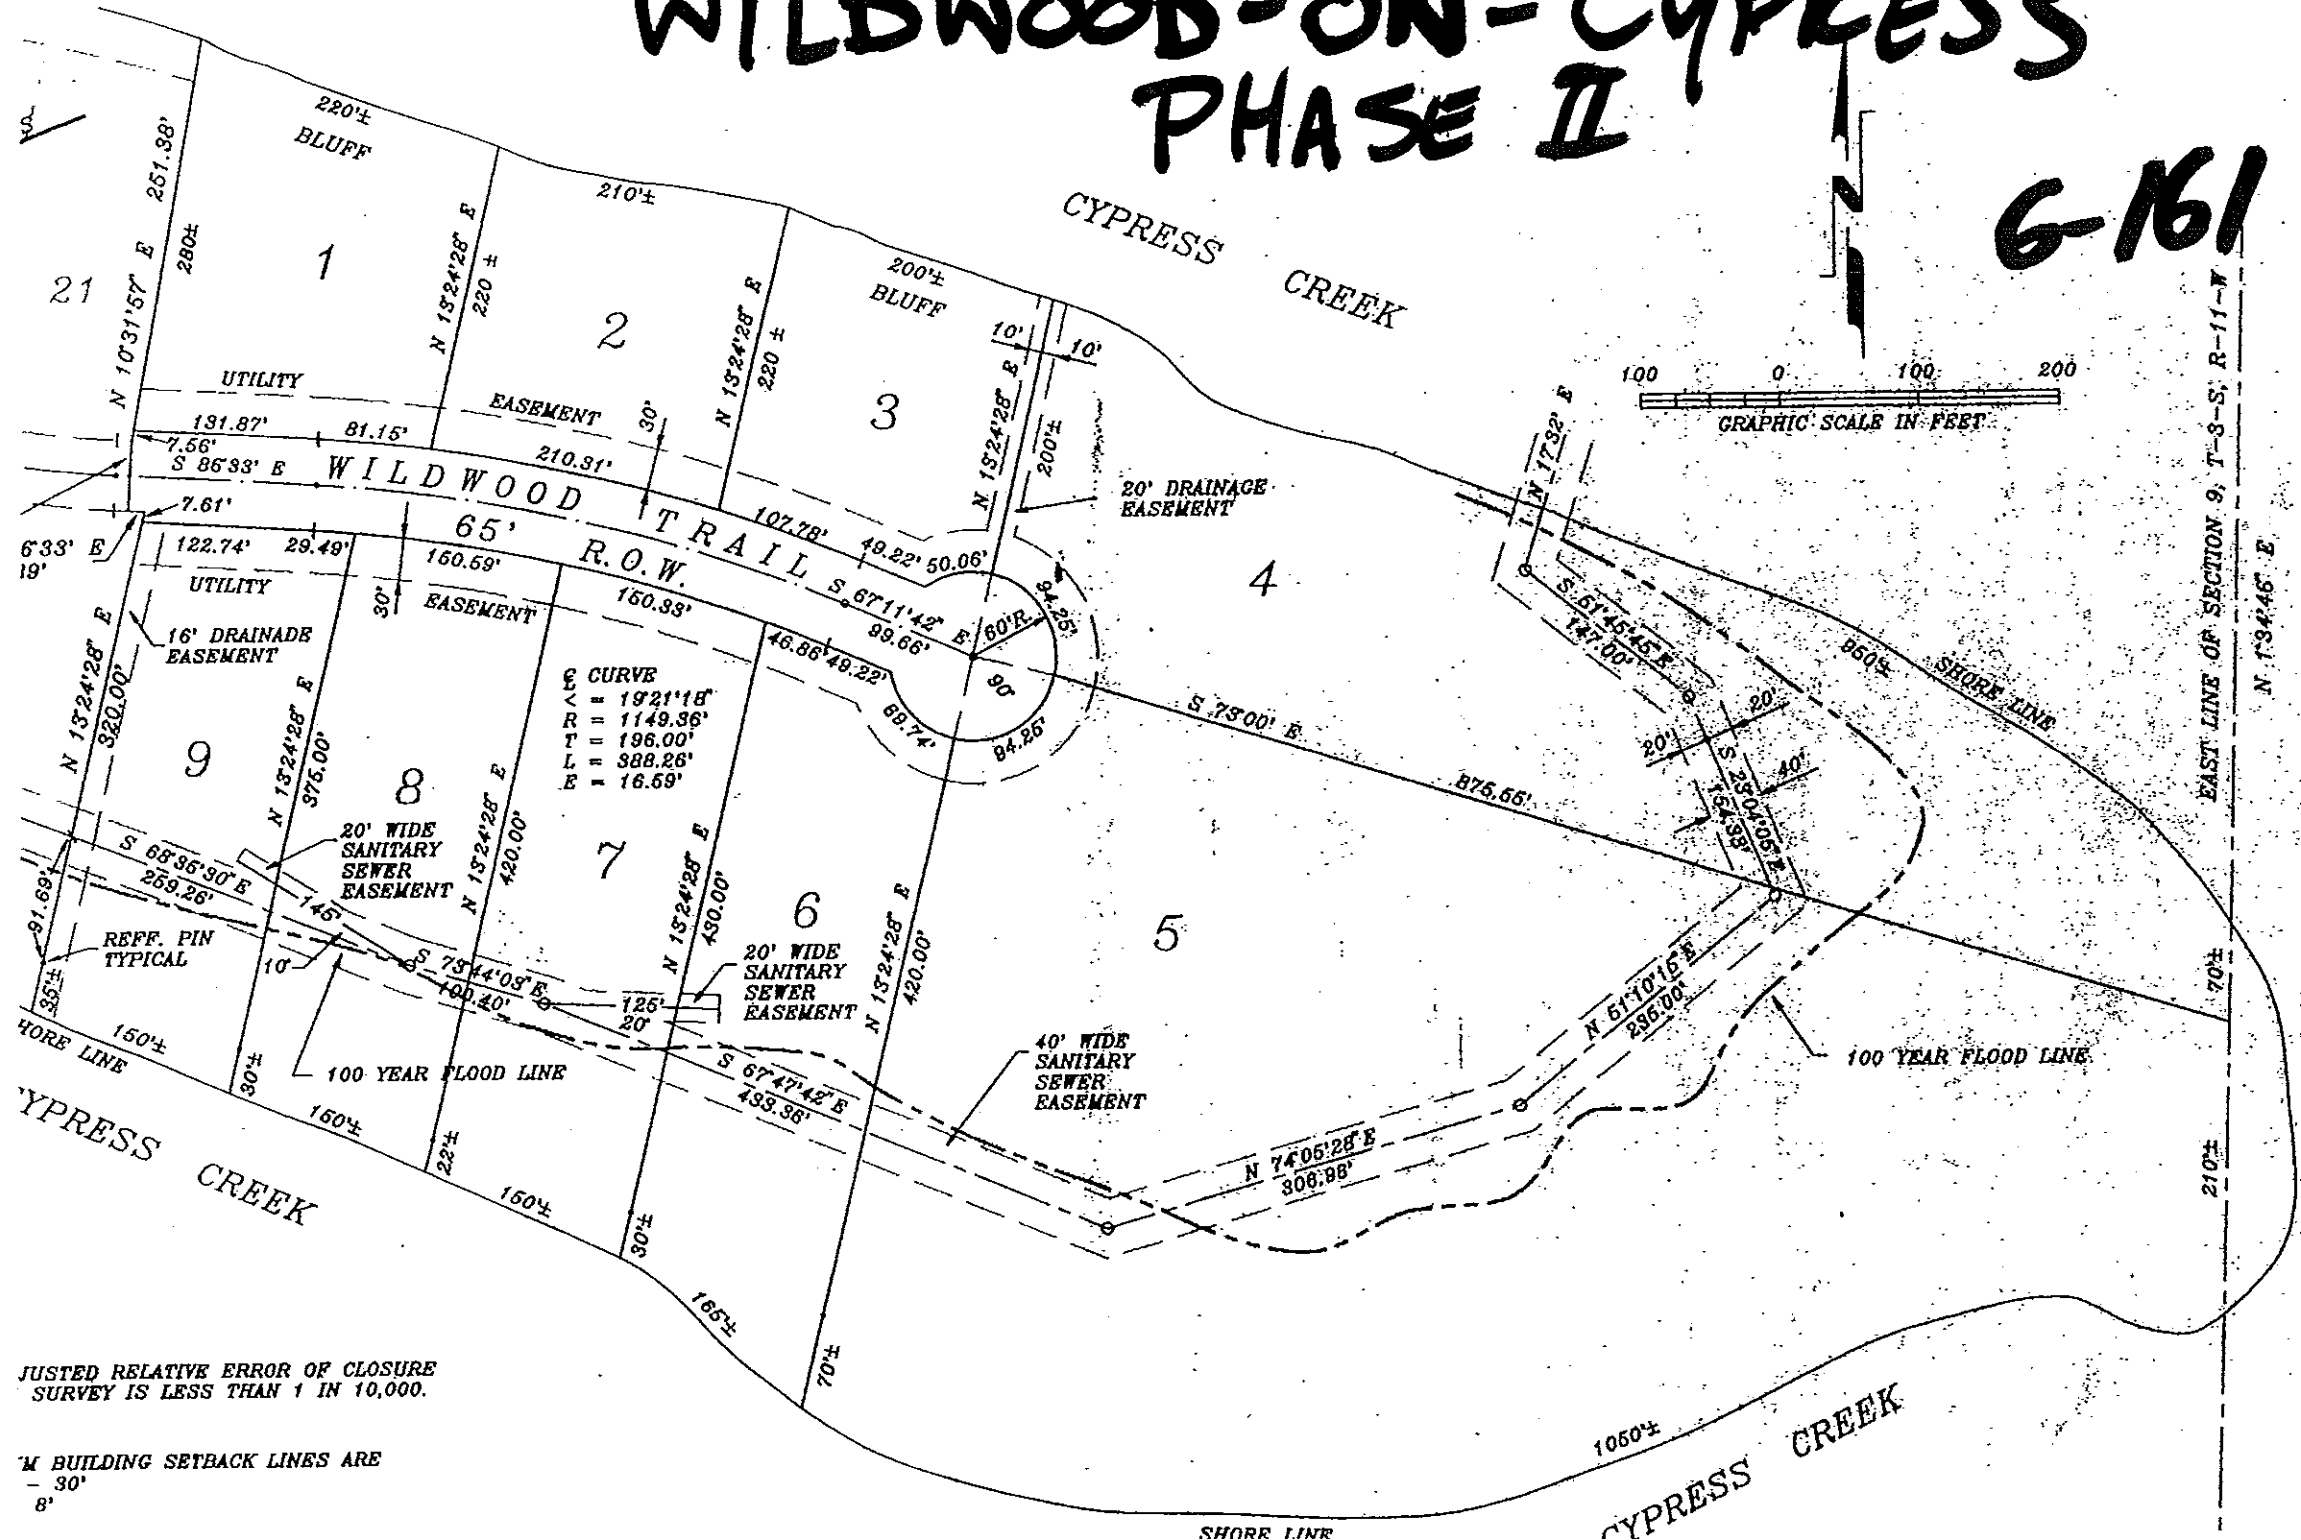 WILDWOOD-ON-CYPRESS
PHASE II
G-161
220'±
BLUFF
N 10°31'57" E 251.38'
280±
21
1
N 13°24'28" E
220 ±
210'±
2
N 13°24'28" E
220 ±
200'±
BLUFF
3
10'
10'
N 13°24'28" E
200'±
CYPRESS CREEK
N
100 0 100 200
GRAPHIC SCALE IN FEET
EAST LINE OF SECTION 9, T-3-S, R-11-W
N 1°34'46" E
UTILITY EASEMENT
30'
131.87'
81.15'
7.56'
S 86°33' E
210.31'
WILDWOOD TRAIL
65' R.O.W.
107.78'
49.22'
50.06'
20' DRAINAGE
EASEMENT
7.61'
6°33' E
19'
122.74'
29.49'
150.59'
150.33'
UTILITY EASEMENT
30'
S 67°11'42" E
99.66'
60'R.
94.25'
90°
94.25'
46.86'
49.22'
69.74'
16' DRAINADE
EASEMENT
℄ CURVE
< = 19°21'18"
R = 1149.36'
T = 196.00'
L = 388.26'
E = 16.59'
4
N 17°32' E
S 51°45'45" E
147.00'
960'±
SHORE LINE
20'
20'
40'
S 23°04'05" E
154.33'
S 73°00' E
875.55'
N 13°24'28" E
320.00'
9
N 13°24'28" E
375.00'
8
N 13°24'28" E
420.00'
7
N 13°24'28" E
430.00'
6
N 13°24'28" E
420.00'
5
20' WIDE
SANITARY
SEWER
EASEMENT
S 68°35'30" E
259.26'
145'
10'
91.69'
REFF. PIN
TYPICAL
35'±
S 73°44'03" E
100.40'
125'
20'
20' WIDE
SANITARY
SEWER
EASEMENT
S 67°47'42" E
433.36'
40' WIDE
SANITARY
SEWER
EASEMENT
N 74°05'28" E
306.98'
N 51°10'15" E
236.00'
100 YEAR FLOOD LINE
70'±
210'±
HORE LINE
150'±
30'±
100 YEAR FLOOD LINE
YPRESS CREEK
150'±
22'±
150'±
30'±
165'±
70'±
1050'±
CYPRESS CREEK
SHORE LINE
JUSTED RELATIVE ERROR OF CLOSURE
SURVEY IS LESS THAN 1 IN 10,000.
M BUILDING SETBACK LINES ARE
- 30'
8'